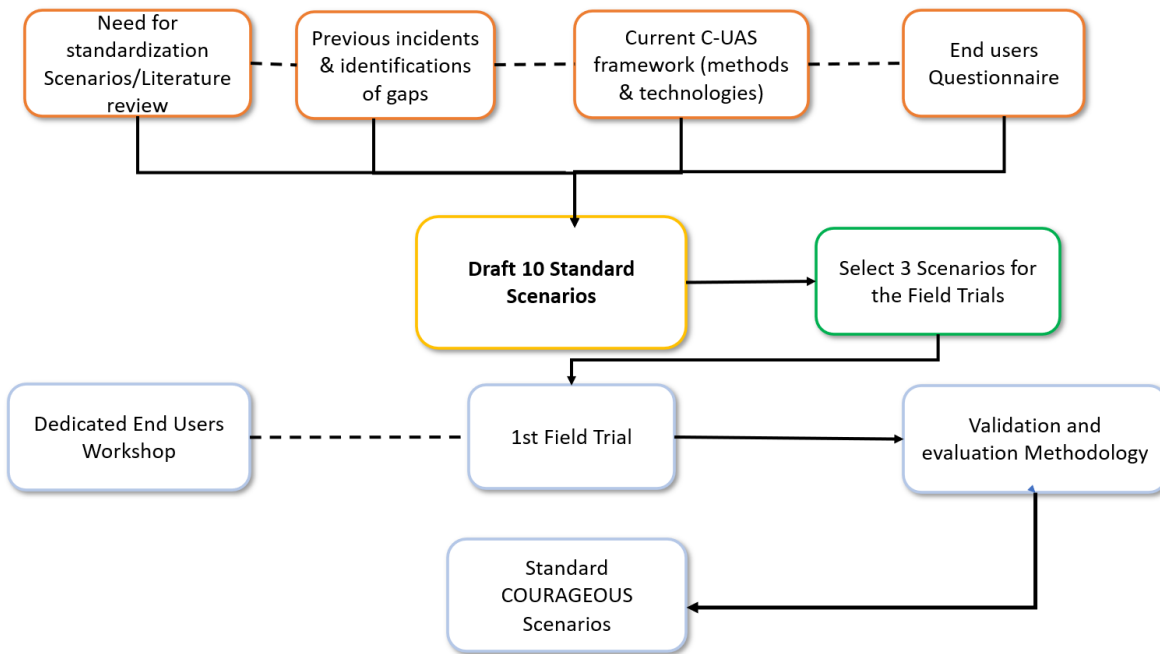 Need for
standardization
Scenarios/Literature
review
Previous incidents
& identifications
of gaps
Current C-UAS
framework (methods
& technologies)
End users
Questionnaire
Draft 10 Standard
Scenarios
Select 3 Scenarios for
the Field Trials
Dedicated End Users
Workshop
1st Field Trial
Validation and
evaluation Methodology
Standard
COURAGEOUS
Scenarios